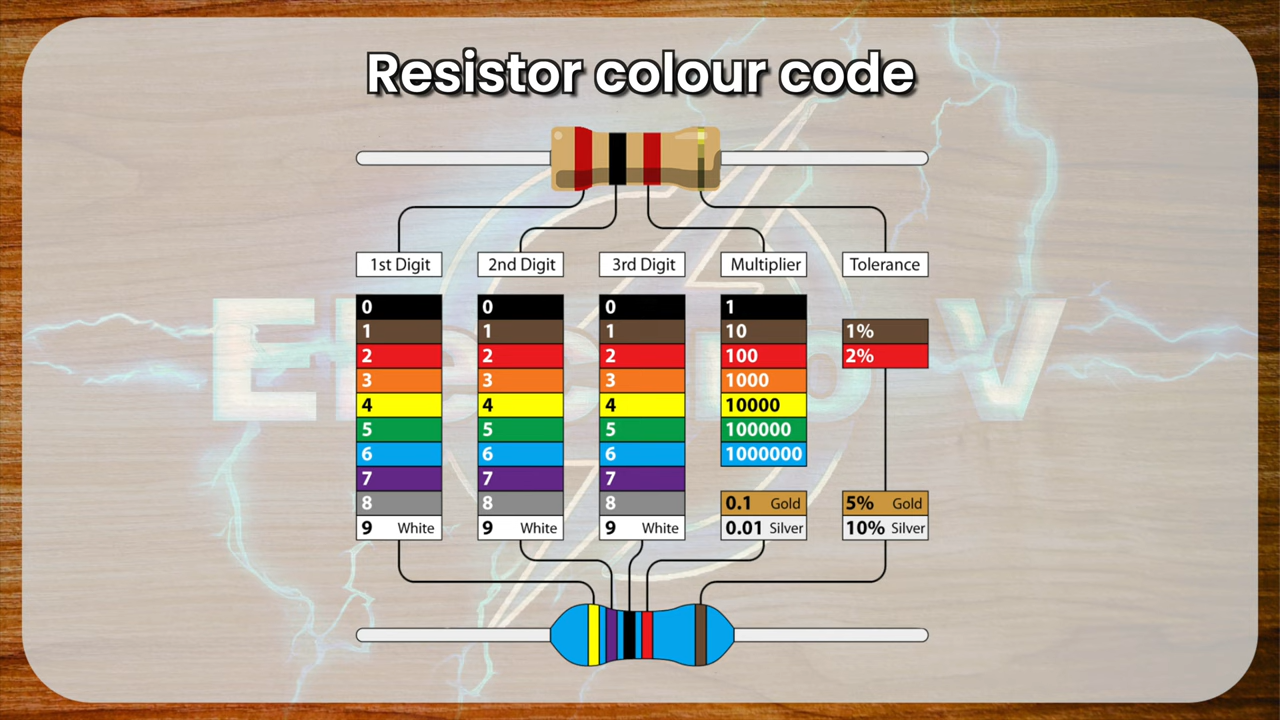 Resistor colour code
1st Digit 2nd Digit 3rd Digit Multiplier Tolerance
0 0 0 1
1 1 1 10 1%
2 2 2 100 2%
3 3 3 1000
4 4 4 10000
5 5 5 100000
6 6 6 1000000
7 7 7
8 8 8 0.1 Gold 5% Gold
9 White 9 White 9 White 0.01 Silver 10% Silver